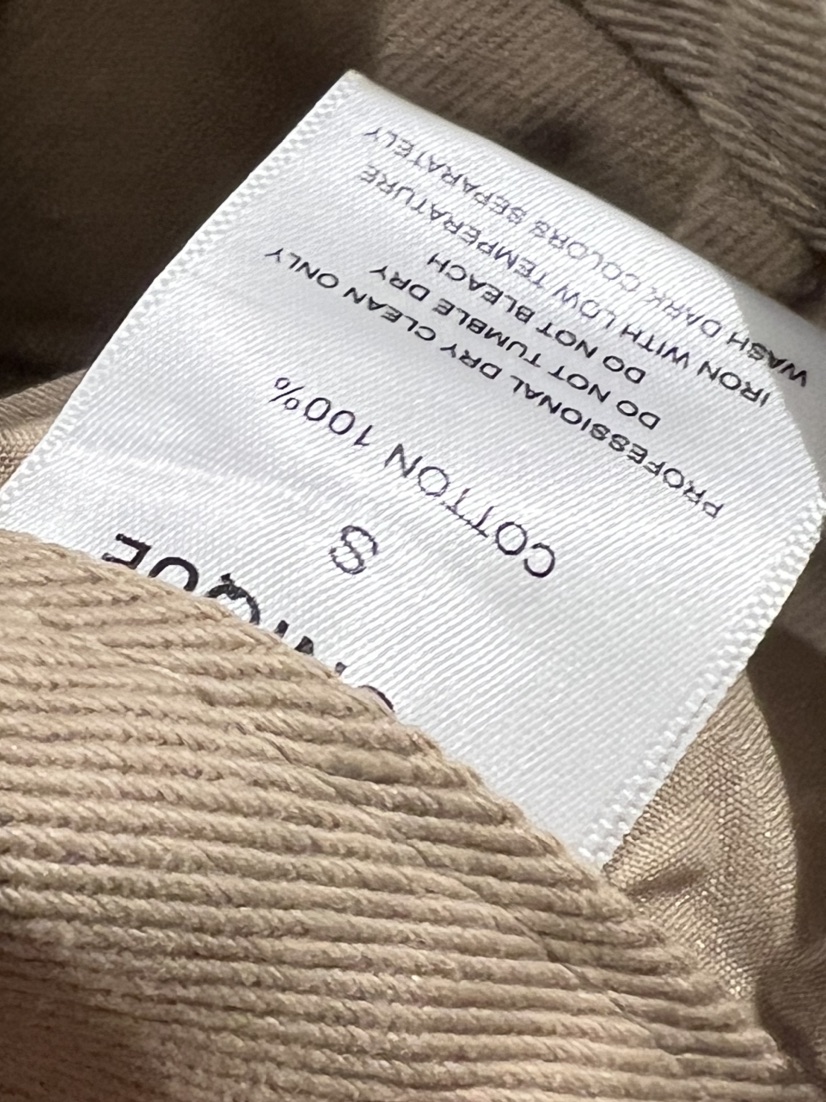 S
COTTON 100%
PROFESSIONAL DRY CLEAN ONLY
DO NOT TUMBLE DRY
DO NOT BLEACH
IRON WITH LOW TEMPERATURE
WASH DARK COLORS SEPARATELY